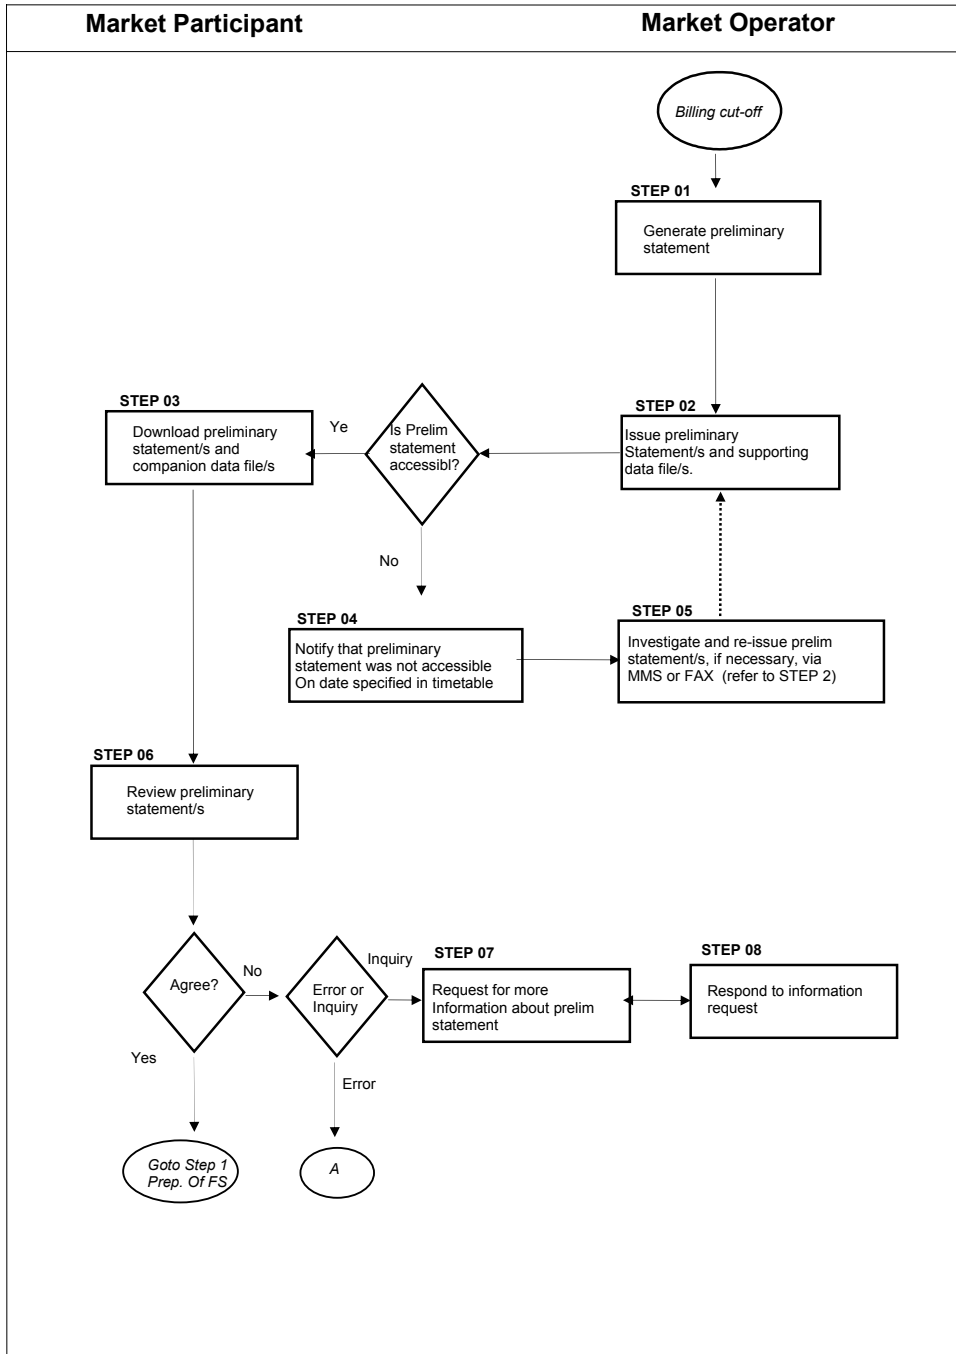 Market Participant
Market Operator
Billing cut-off
STEP 01
Generate preliminary
statement
STEP 03
Download preliminary
statement/s and
companion data file/s
Ye
Is Prelim
statement
accessibl?
STEP 02
Issue preliminary
Statement/s and supporting
data file/s.
No
STEP 04
Notify that preliminary
statement was not accessible
On date specified in timetable
STEP 05
Investigate and re-issue prelim
statement/s, if necessary, via
MMS or FAX (refer to STEP 2)
STEP 06
Review preliminary
statement/s
Agree?
No
Error or
Inquiry
Inquiry
STEP 07
Request for more
Information about prelim
statement
STEP 08
Respond to information
request
Yes
Error
Goto Step 1
Prep. Of FS
A